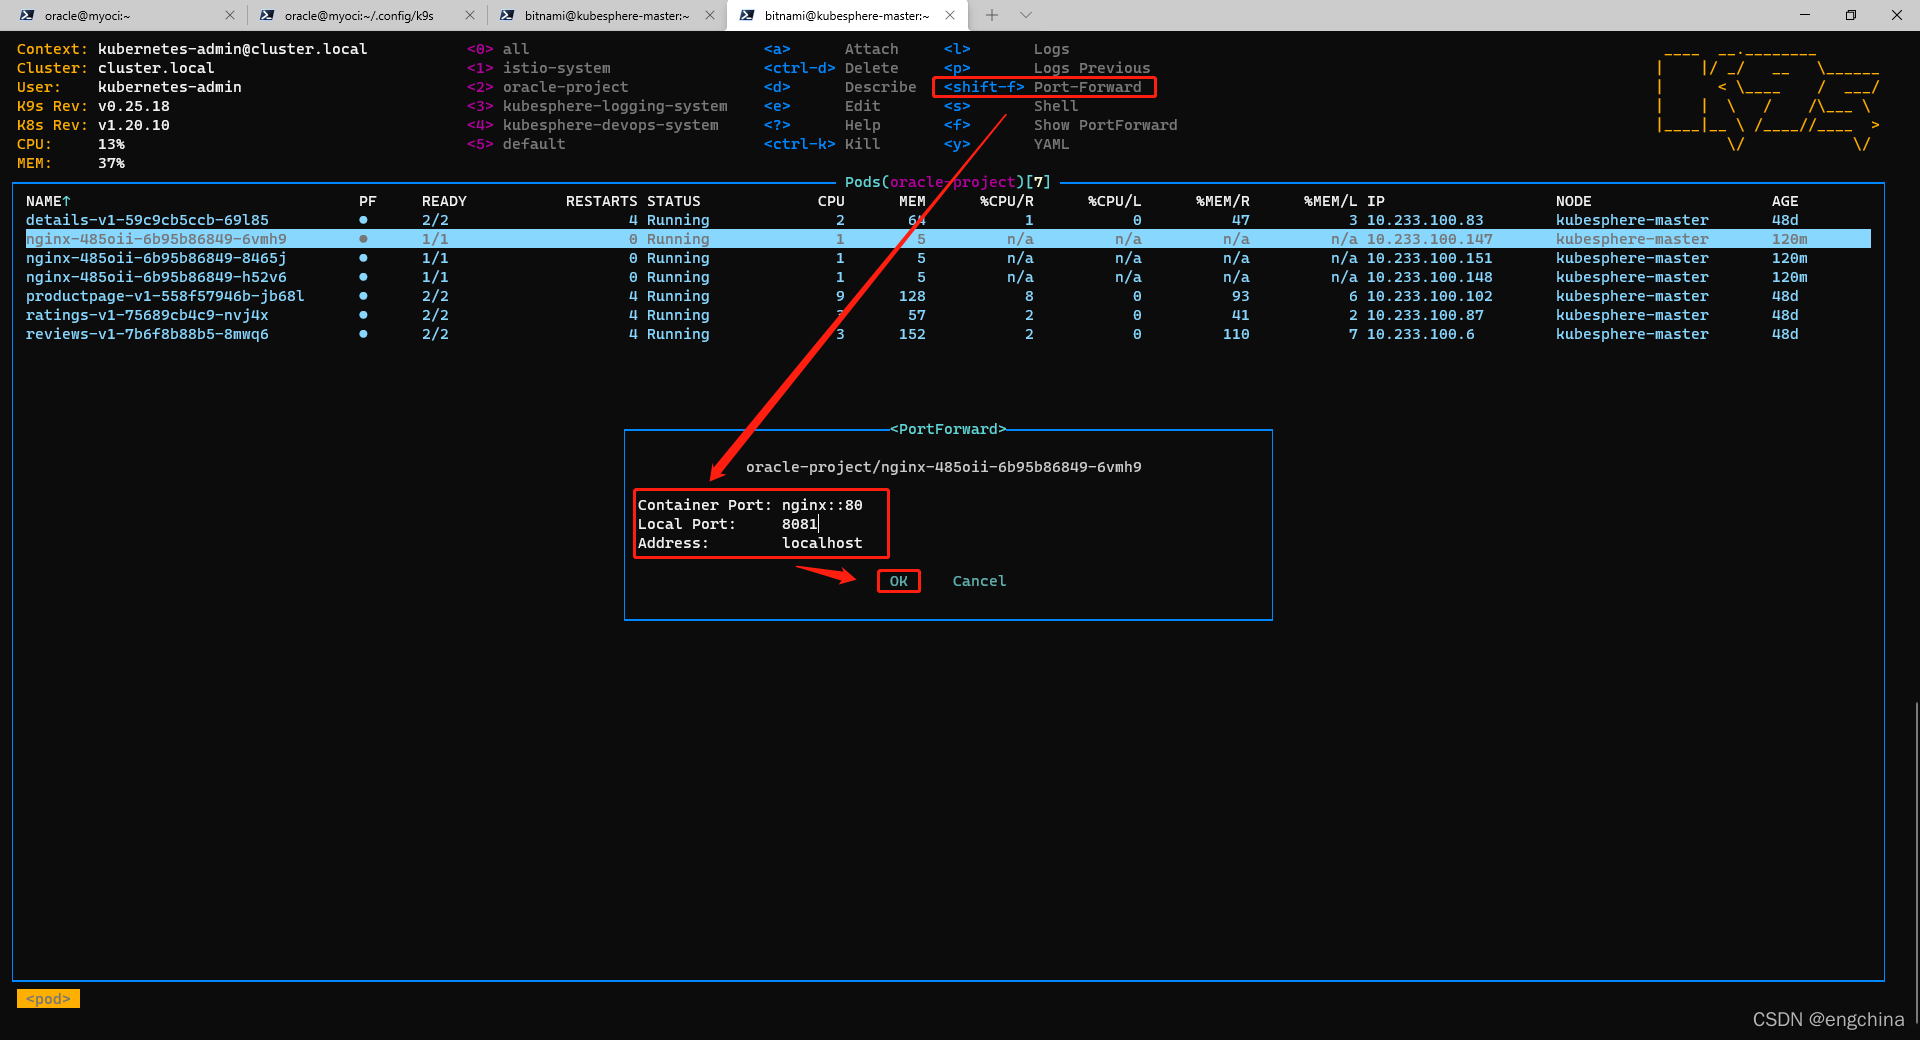 oracle@myoci:~
oracle@myoci:~/.config/k9s
bitnami@kubesphere-master:~
bitnami@kubesphere-master:~
Context: kubernetes-admin@cluster.local <0> all <a> Attach <l> Logs
Cluster: cluster.local <1> istio-system <ctrl-d> Delete <p> Logs Previous
User: kubernetes-admin <2> oracle-project <d> Describe <shift-f> Port-Forward
K9s Rev: v0.25.18 <3> kubesphere-logging-system <e> Edit <s> Shell
K8s Rev: v1.20.10 <4> kubesphere-devops-system <?> Help <f> Show PortForward
CPU: 13% <5> default <ctrl-k> Kill <y> YAML
MEM: 37%
Pods(oracle-project)[7]
NAME↑ PF READY RESTARTS STATUS CPU MEM %CPU/R %CPU/L %MEM/R %MEM/L IP NODE AGE
details-v1-59c9cb5ccb-69l85 ● 2/2 4 Running 2 64 1 0 47 3 10.233.100.83 kubesphere-master 48d
nginx-485oii-6b95b86849-6vmh9 ● 1/1 0 Running 1 5 n/a n/a n/a n/a 10.233.100.147 kubesphere-master 120m
nginx-485oii-6b95b86849-8465j ● 1/1 0 Running 1 5 n/a n/a n/a n/a 10.233.100.151 kubesphere-master 120m
nginx-485oii-6b95b86849-h52v6 ● 1/1 0 Running 1 5 n/a n/a n/a n/a 10.233.100.148 kubesphere-master 120m
productpage-v1-558f57946b-jb68l ● 2/2 4 Running 9 128 8 0 93 6 10.233.100.102 kubesphere-master 48d
ratings-v1-75689cb4c9-nvj4x ● 2/2 4 Running 57 2 0 41 2 10.233.100.87 kubesphere-master 48d
reviews-v1-7b6f8b88b5-8mwq6 ● 2/2 4 Running 3 152 2 0 110 7 10.233.100.6 kubesphere-master 48d
<PortForward>
oracle-project/nginx-485oii-6b95b86849-6vmh9
Container Port: nginx::80
Local Port: 8081
Address: localhost
OK Cancel
<pod>
CSDN @engchina